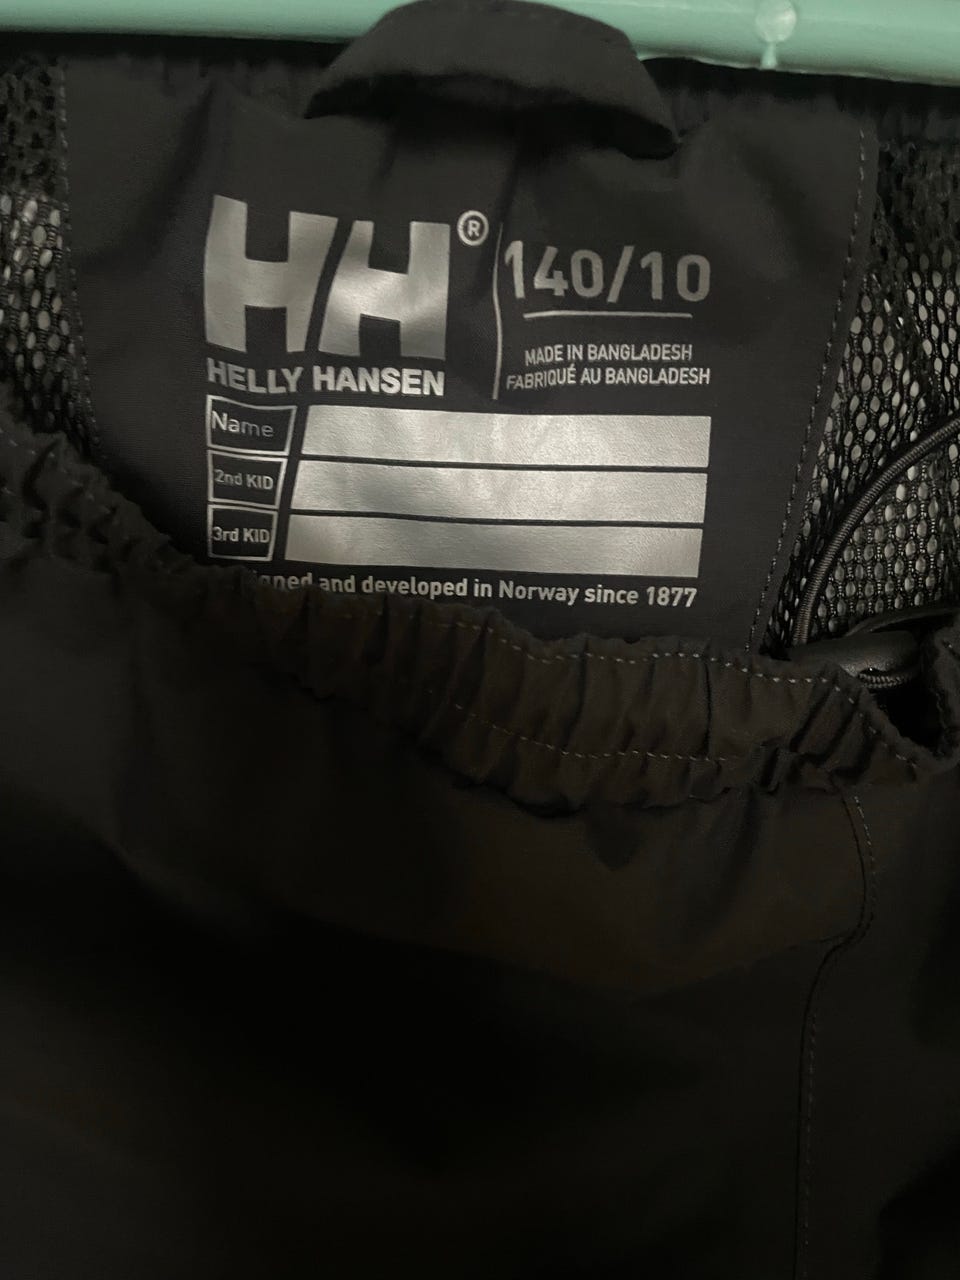 HH®
HELLY HANSEN
140/10
MADE IN BANGLADESH
FABRIQUÉ AU BANGLADESH
Name
2nd KID
3rd KID
and developed in Norway since 1877